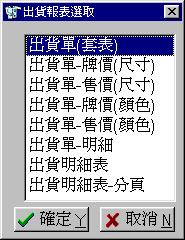 出貨報表選取
出貨單(套表)
出貨單-牌價(尺寸)
出貨單-售價(尺寸)
出貨單-牌價(顏色)
出貨單-售價(顏色)
出貨單-明細
出貨明細表
出貨明細表-分頁
確定 Y 取消 N